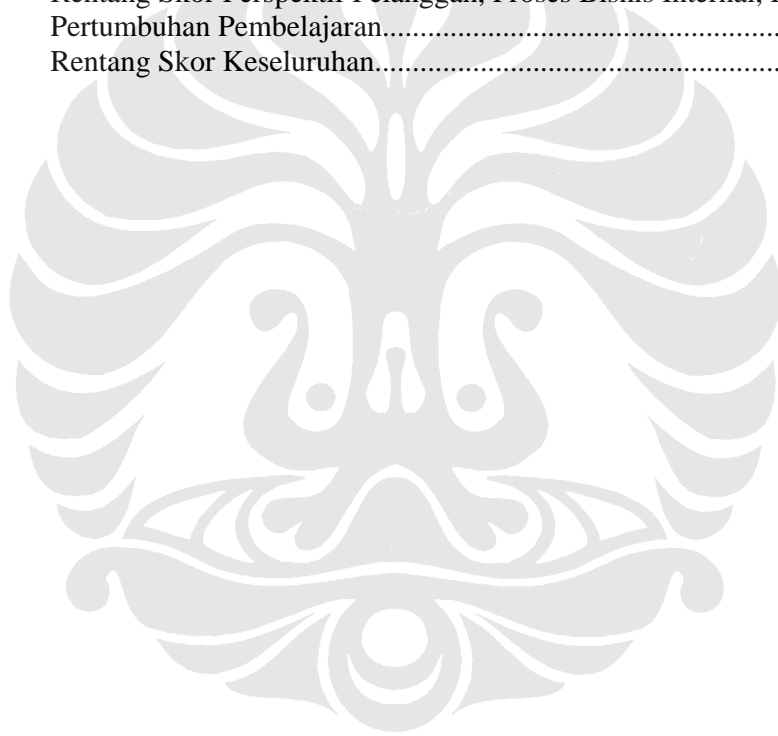 Rentang Skor Perspektif Pelanggan, Proses Bisnis Internal,
Pertumbuhan Pembelajaran................................................................
Rentang Skor Keseluruhan................................................................